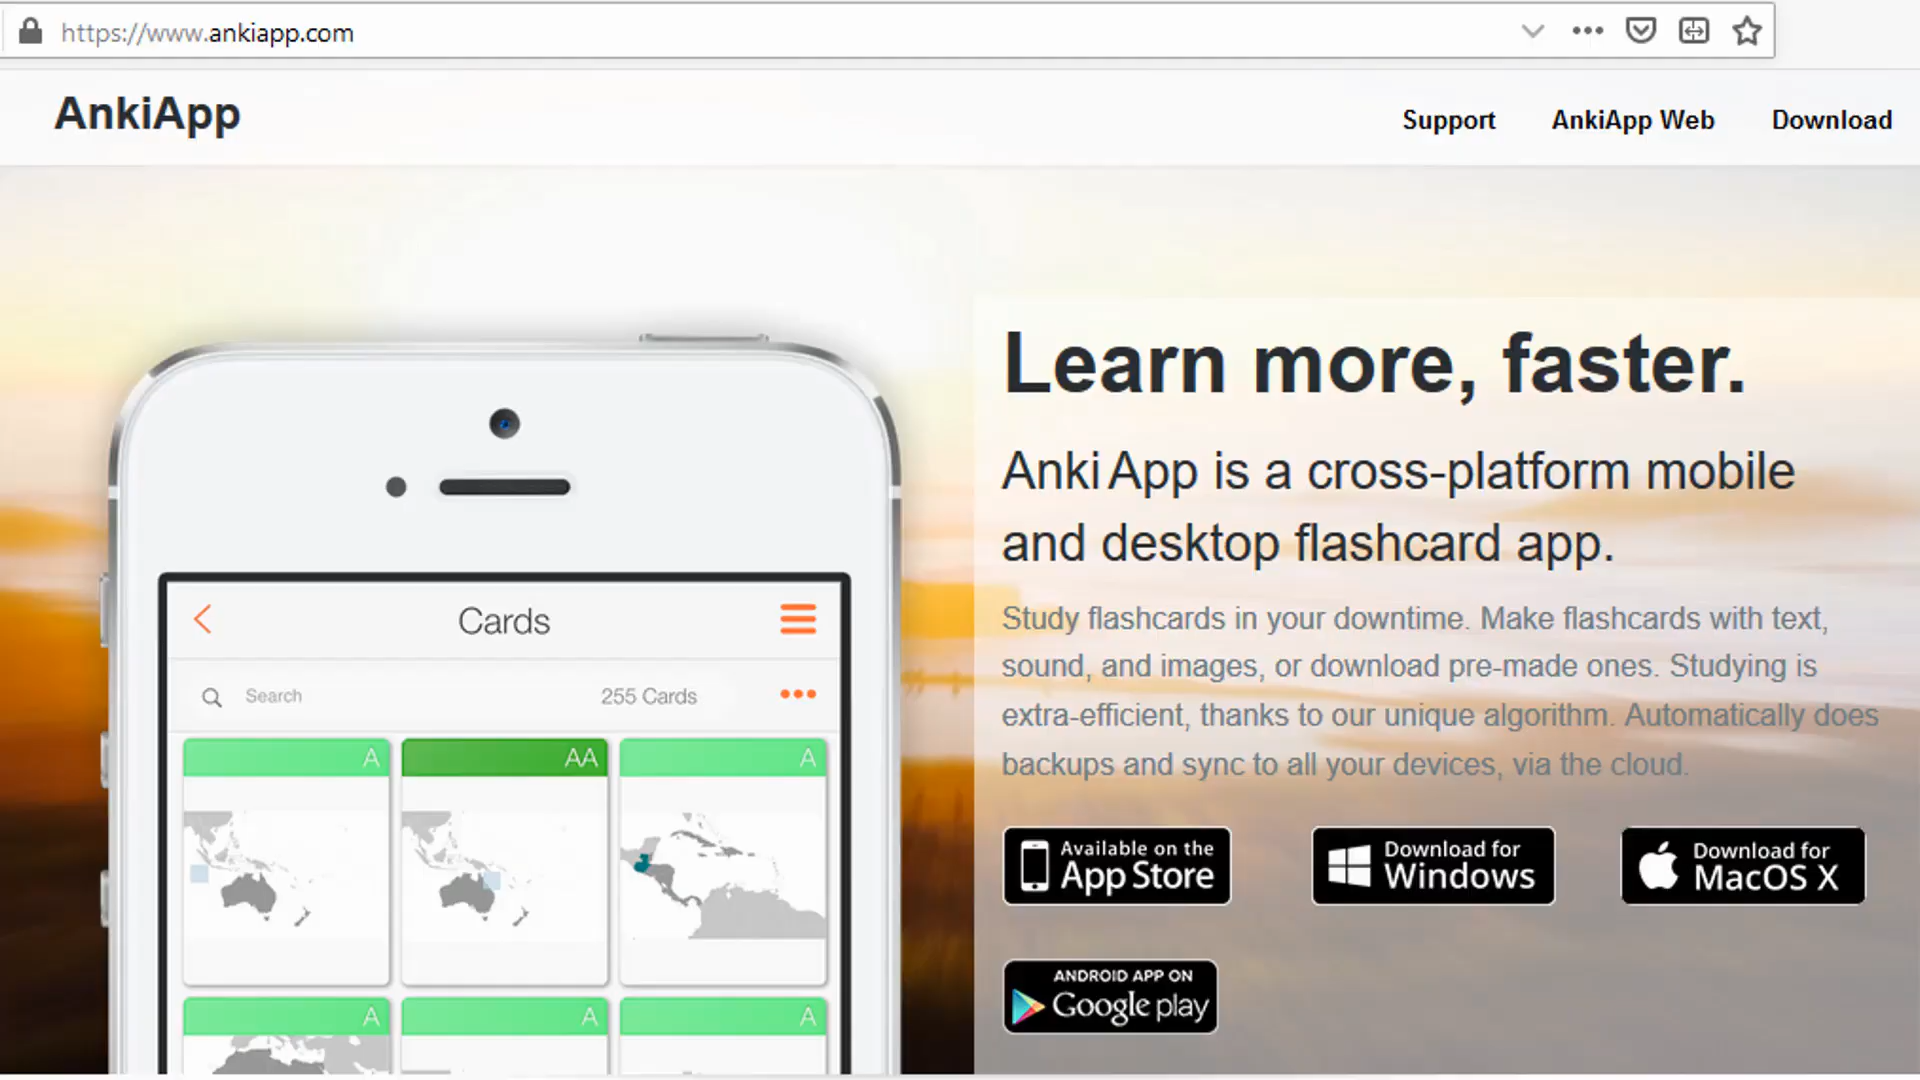 https://www.ankiapp.com
AnkiApp
Support AnkiApp Web Download
Learn more, faster.
AnkiApp is a cross-platform mobile
and desktop flashcard app.
Study flashcards in your downtime. Make flashcards with text,
sound, and images, or download pre-made ones. Studying is
extra-efficient, thanks to our unique algorithm. Automatically does
backups and sync to all your devices, via the cloud.
Available on the
App Store
Download for
Windows
Download for
MacOS X
ANDROID APP ON
Google play
Cards
Search 255 Cards
A AA A
A A A